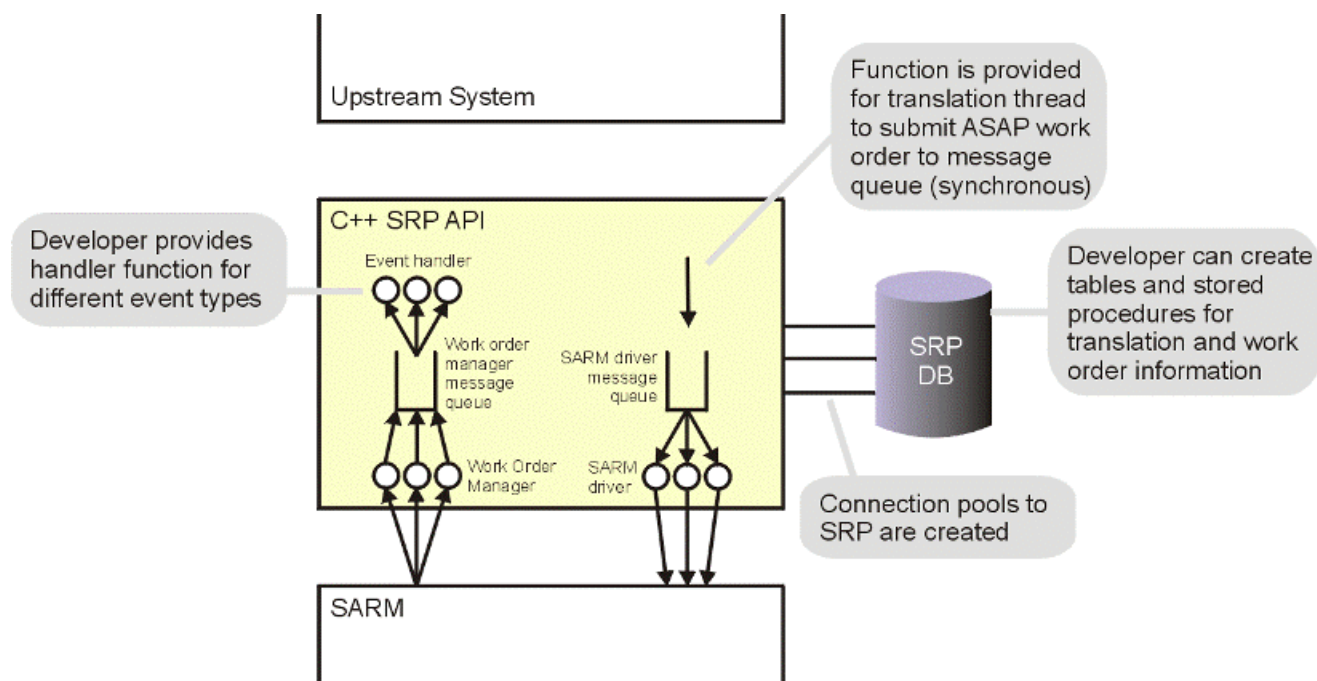 Upstream System
Function is provided
for translation thread
to submit ASAP work
order to message
queue (synchronous)
C++ SRP API
Developer provides
handler function for
different event types
Event handler
Work order
manager
message
queue
SARM driver
message
queue
SRP
DB
Developer can create
tables and stored
procedures for
translation and work
order information
Work Order
Manager
SARM
driver
Connection pools to
SRP are created
SARM